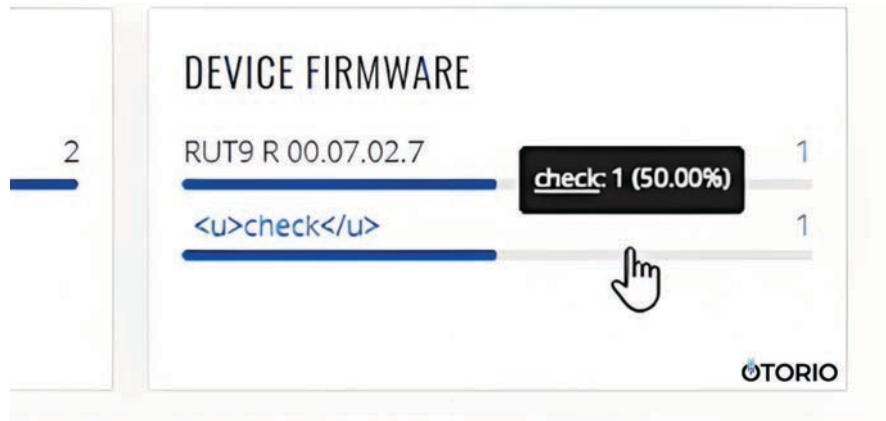 DEVICE FIRMWARE
2
RUT9 R 00.07.02.7
1
check: 1 (50.00%)
<u>check</u>
1
OTORIO